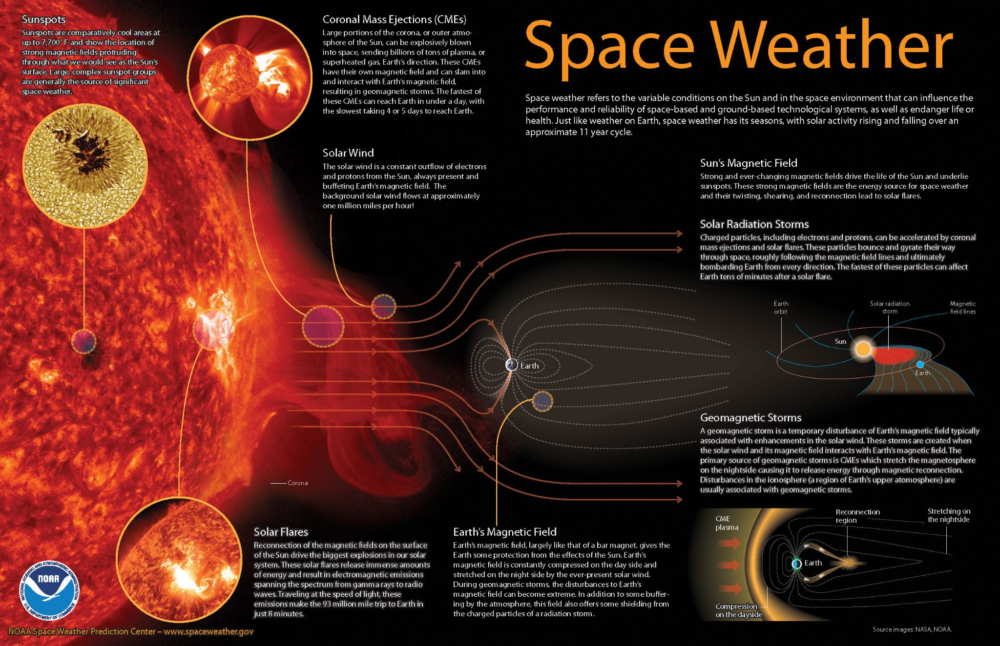 Space Weather
Space weather refers to the variable conditions on the Sun and in the space environment that can influence the
performance and reliability of space-based and ground-based technological systems, as well as endanger life or
health. Just like weather on Earth, space weather has its seasons, with solar activity rising and falling over an
approximate 11 year cycle.
Sunspots
Sunspots are comparatively cool areas at
up to 7,700° F and show the location of
strong magnetic fields protruding
through what we would see as the Sun's
surface. Large, complex sunspot groups
are generally the source of significant
space weather.
Coronal Mass Ejections (CMEs)
Large portions of the corona, or outer atmo-
sphere of the Sun, can be explosively blown
into space, sending billions of tons of plasma, or
superheated gas, Earth's direction. These CMEs
have their own magnetic field and can slam into
and interact with Earth's magnetic field,
resulting in geomagnetic storms. The fastest of
these CMEs can reach Earth in under a day, with
the slowest taking 4 or 5 days to reach Earth.
Solar Wind
The solar wind is a constant outflow of electrons
and protons from the Sun, always present and
buffeting Earth's magnetic field. The
background solar wind flows at approximately
one million miles per hour!
Sun's Magnetic Field
Strong and ever-changing magnetic fields drive the life of the Sun and underlie
sunspots. These strong magnetic fields are the energy source for space weather
and their twisting, shearing, and reconnection lead to solar flares.
Solar Radiation Storms
Charged particles, including electrons and protons, can be accelerated by coronal
mass ejections and solar flares. These particles bounce and gyrate their way
through space, roughly following the magnetic field lines and ultimately
bombarding Earth from every direction. The fastest of these particles can affect
Earth tens of minutes after a solar flare.
Earth
orbit
Solar radiation
storm
Magnetic
field lines
Sun
Earth
Earth
Geomagnetic Storms
A geomagnetic storm is a temporary disturbance of Earth's magnetic field typically
associated with enhancements in the solar wind. These storms are created when
the solar wind and its magnetic field interacts with Earth's magnetic field. The
primary source of geomagnetic storms is CMEs which stretch the magnetosphere
on the nightside causing it to release energy through magnetic reconnection.
Disturbances in the ionosphere (a region of Earth's upper atomosphere) are
usually associated with geomagnetic storms.
Corona
CME
plasma
Reconnection
region
Stretching on
the nightside
Earth
Compression
on the dayside
Solar Flares
Reconnection of the magnetic fields on the surface
of the Sun drive the biggest explosions in our solar
system. These solar flares release immense amounts
of energy and result in electromagnetic emissions
spanning the spectrum from gamma rays to radio
waves. Traveling at the speed of light, these
emissions make the 93 million mile trip to Earth in
just 8 minutes.
Earth's Magnetic Field
Earth's magnetic field, largely like that of a bar magnet, gives the
Earth some protection from the effects of the Sun. Earth's
magnetic field is constantly compressed on the day side and
stretched on the night side by the ever-present solar wind.
During geomagnetic storms, the disturbances to Earth's
magnetic field can become extreme. In addition to some buffer-
ing by the atmosphere, this field also offers some shielding from
the charged particles of a radiation storm.
NATIONAL OCEANIC AND ATMOSPHERIC ADMINISTRATION
NOAA
U.S. DEPARTMENT OF COMMERCE
NOAA Space Weather Prediction Center – www.spaceweather.gov
Source images: NASA, NOAA.